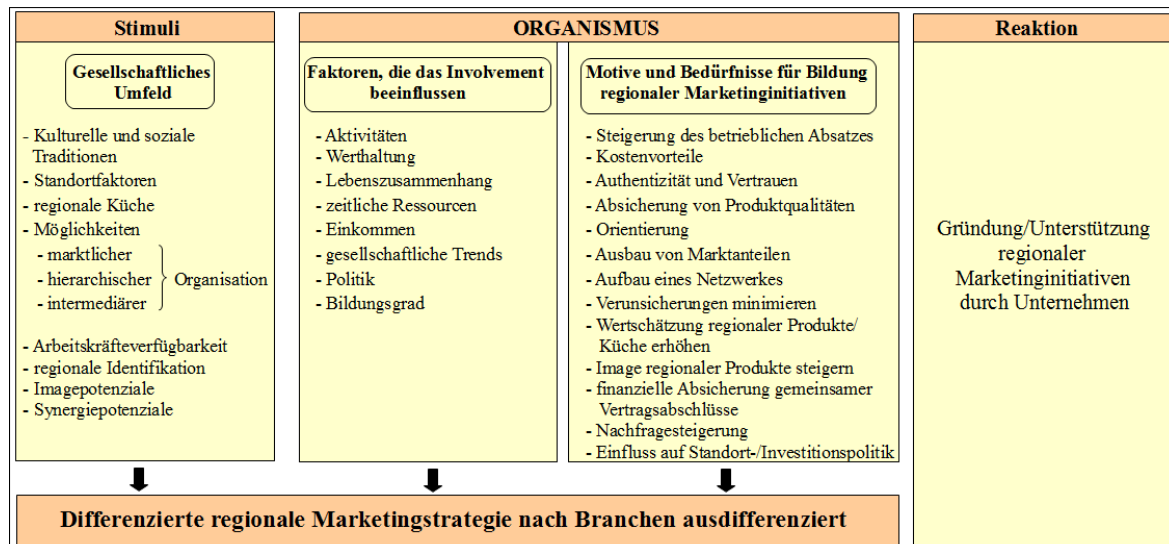 Stimuli
Gesellschaftliches
Umfeld
- Kulturelle und soziale
Traditionen
- Standortfaktoren
- regionale Küche
- Möglichkeiten
- marktlicher
- hierarchischer
- intermediärer
Organisation
- Arbeitskräfteverfügbarkeit
- regionale Identifikation
- Imagepotenziale
- Synergiepotenziale
ORGANISMUS
Faktoren, die das Involvement
beeinflussen
- Aktivitäten
- Werthaltung
- Lebenszusammenhang
- zeitliche Ressourcen
- Einkommen
- gesellschaftliche Trends
- Politik
- Bildungsgrad
Motive und Bedürfnisse für Bildung
regionaler Marketinginitiativen
- Steigerung des betrieblichen Absatzes
- Kostenvorteile
- Authentizität und Vertrauen
- Absicherung von Produktqualitäten
- Orientierung
- Ausbau von Marktanteilen
- Aufbau eines Netzwerkes
- Verunsicherungen minimieren
- Wertschätzung regionaler Produkte/
Küche erhöhen
- Image regionaler Produkte steigern
- finanzielle Absicherung gemeinsamer
Vertragsabschlüsse
- Nachfragesteigerung
- Einfluss auf Standort-/Investitionspolitik
Reaktion
Gründung/Unterstützung
regionaler
Marketinginitiativen
durch Unternehmen
Differenzierte regionale Marketingstrategie nach Branchen ausdifferenziert